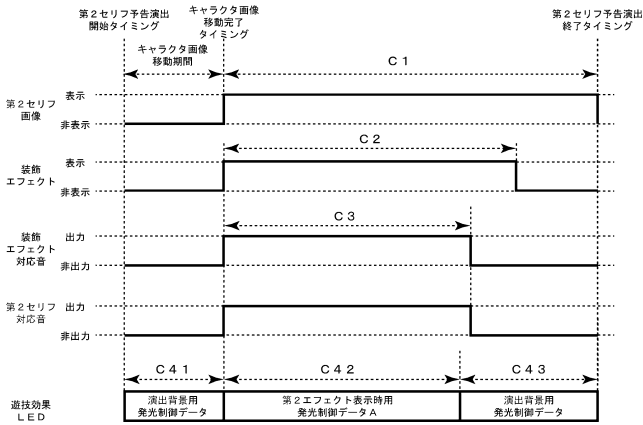 第２セリフ予告演出
開始タイミング
キャラクタ画像
移動完了
タイミング
第２セリフ予告演出
終了タイミング
キャラクタ画像
移動期間
Ｃ１
第２セリフ
画像
表示
非表示
Ｃ２
装飾
エフェクト
表示
非表示
Ｃ３
装飾
エフェクト
対応音
出力
非出力
第２セリフ
対応音
出力
非出力
Ｃ４１
Ｃ４２
Ｃ４３
遊技効果
ＬＥＤ
演出背景用
発光制御データ
第２エフェクト表示時用
発光制御データＡ
演出背景用
発光制御データ